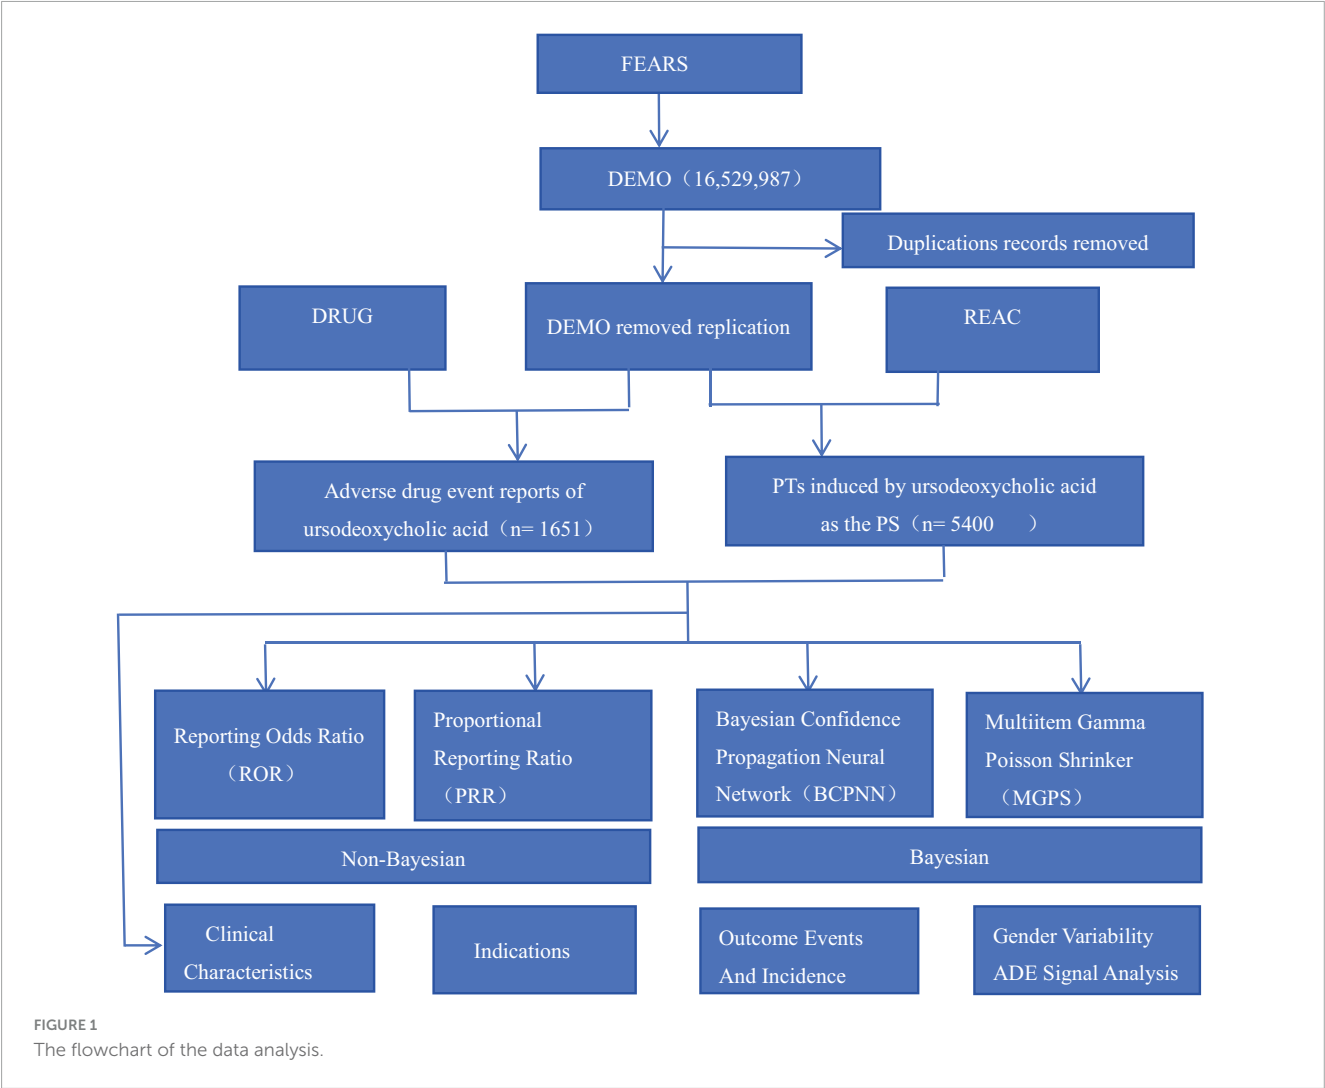 FEARS
DEMO（16,529,987）
Duplications records removed
DRUG
DEMO removed replication
REAC
Adverse drug event reports of
ursodeoxycholic acid（n= 1651）
PTs induced by ursodeoxycholic acid
as the PS（n= 5400　）
Reporting Odds Ratio
（ROR）
Proportional
Reporting Ratio
（PRR）
Bayesian Confidence
Propagation Neural
Network（BCPNN）
Multiitem Gamma
Poisson Shrinker
（MGPS）
Non-Bayesian
Bayesian
Clinical
Characteristics
Indications
Outcome Events
And Incidence
Gender Variability
ADE Signal Analysis
FIGURE 1
The flowchart of the data analysis.